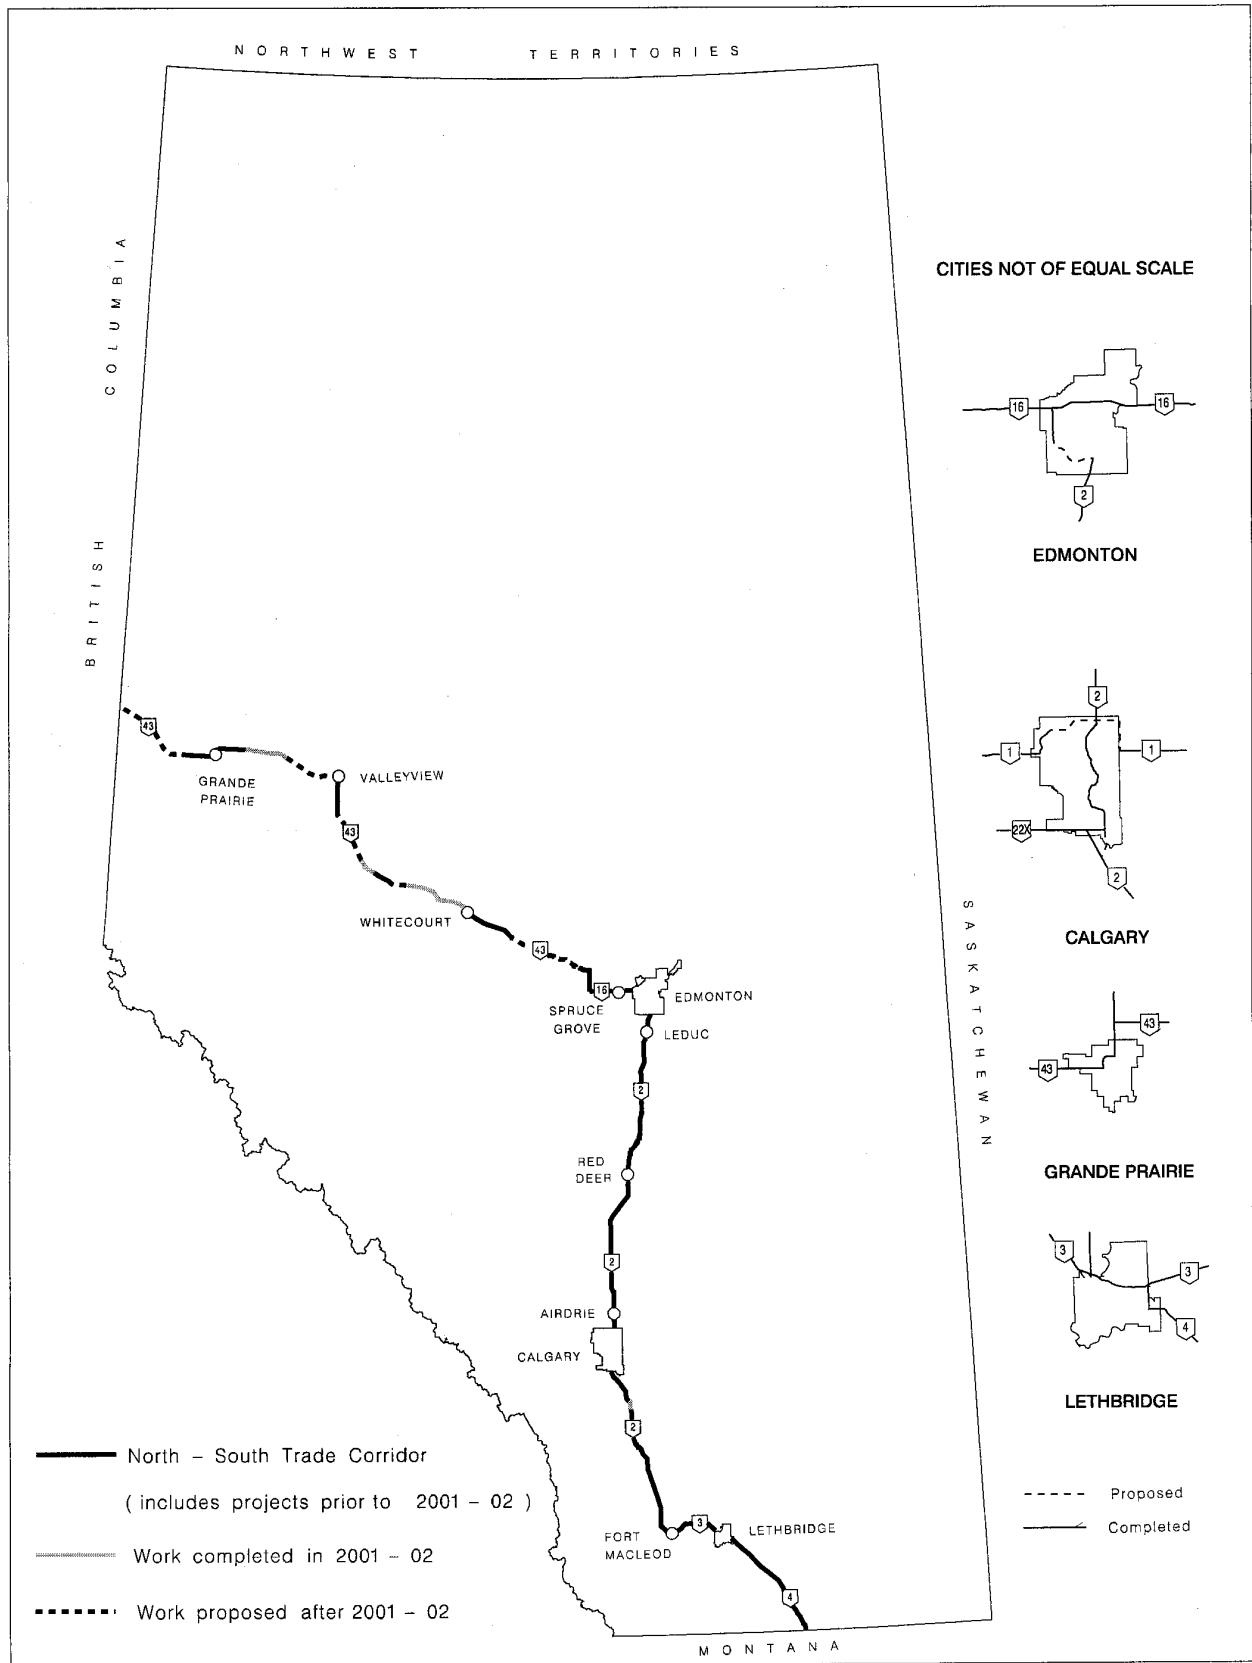 NORTHWEST TERRITORIES
BRITISH COLUMBIA
SASKATCHEWAN
MONTANA
43
GRANDE
PRAIRIE
VALLEYVIEW
43
WHITECOURT
43
16
SPRUCE
GROVE
EDMONTON
LEDUC
2
RED
DEER
2
AIRDRIE
CALGARY
2
FORT
MACLEOD
3
LETHBRIDGE
4
North – South Trade Corridor
( includes projects prior to 2001 – 02 )
Work completed in 2001 – 02
Work proposed after 2001 – 02
CITIES NOT OF EQUAL SCALE
16
16
2
EDMONTON
2
1
1
22X
2
CALGARY
43
43
GRANDE PRAIRIE
3
3
4
LETHBRIDGE
Proposed
Completed